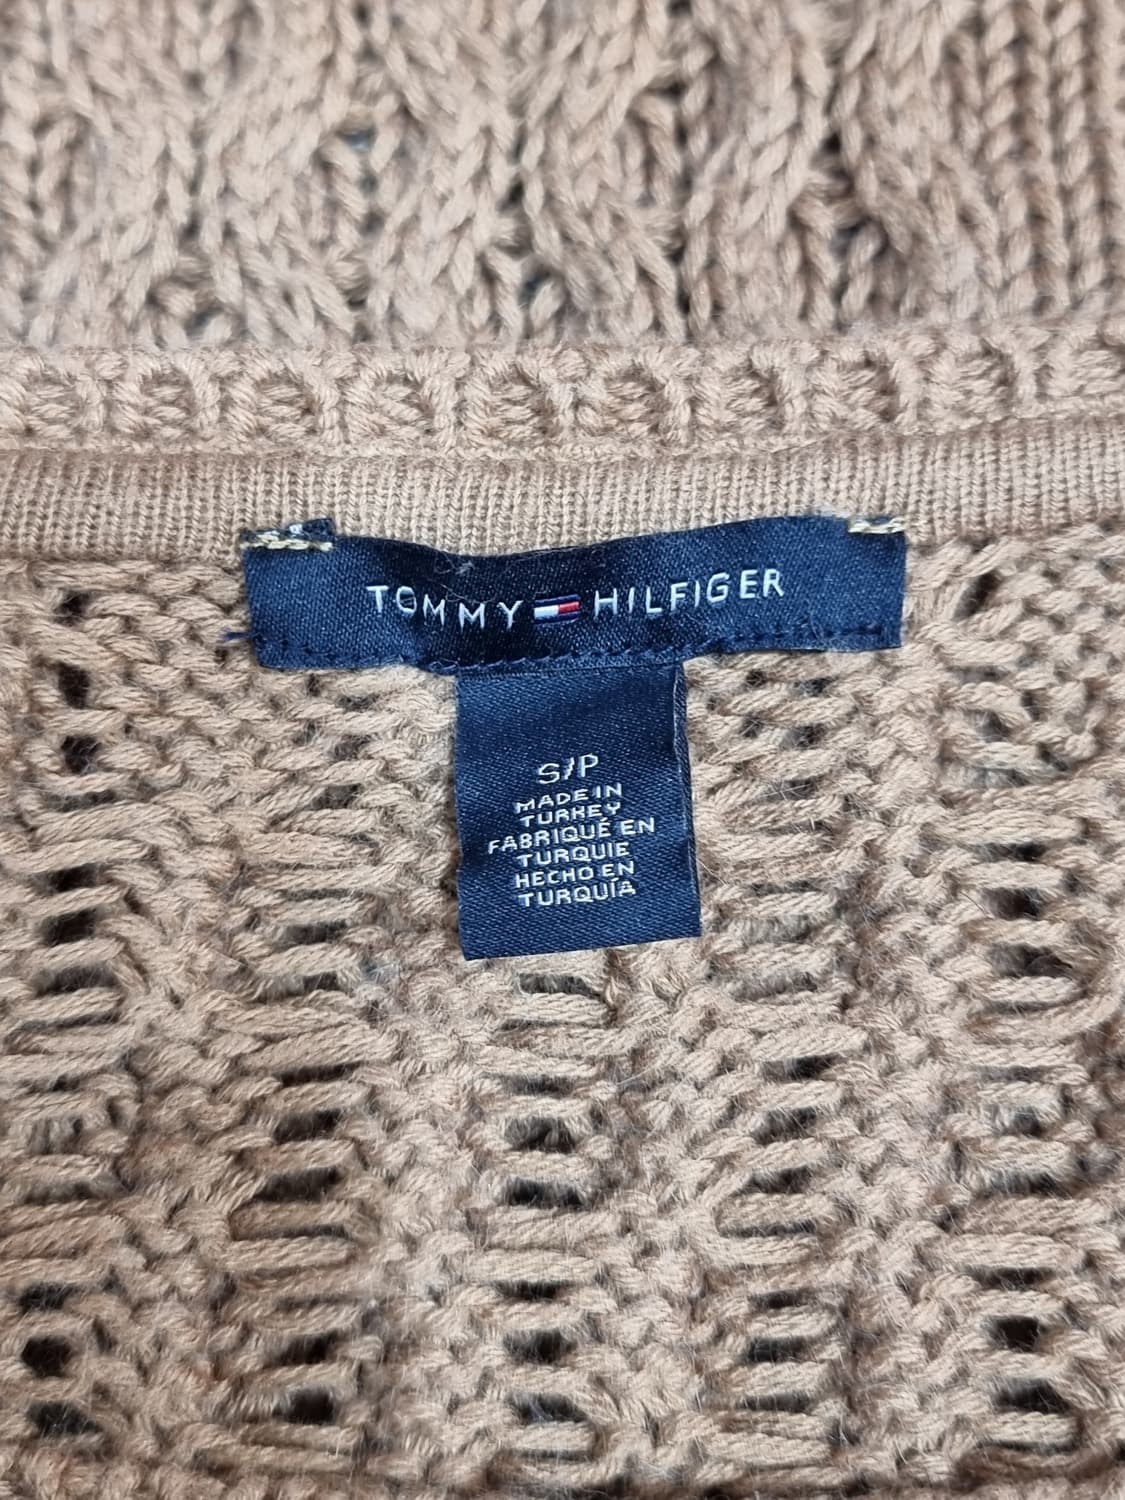 TOMMY HILFIGER
S/P
MADE IN
TURKEY
FABRIQUÉ EN
TURQUIE
HECHO EN
TURQUÍA